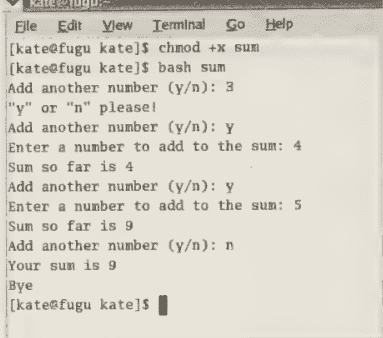 kate@fugu:~
File Edit View Terminal Go Help
[kate@fugu kate]$ chmod +x sum
[kate@fugu kate]$ bash sum
Add another number (y/n): 3
"y" or "n" please!
Add another number (y/n): y
Enter a number to add to the sum: 4
Sum so far is 4
Add another number (y/n): y
Enter a number to add to the sum: 5
Sum so far is 9
Add another number (y/n): n
Your sum is 9
Bye
[kate@fugu kate]$